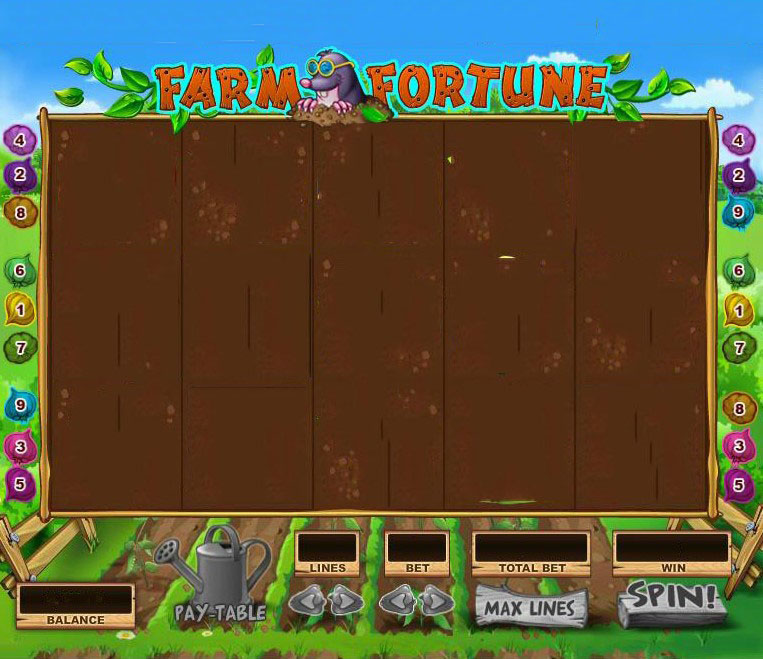 FARM FORTUNE
4
2
8
6
1
7
9
3
5
4
2
9
6
1
7
8
3
5
LINES
BET
TOTAL BET
WIN
PAY-TABLE
MAX LINES
SPIN!
BALANCE